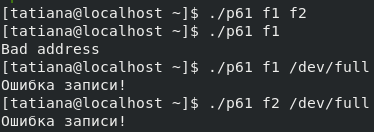 [tatiana@localhost ~]$ ./p61 f1 f2
[tatiana@localhost ~]$ ./p61 f1
Bad address
[tatiana@localhost ~]$ ./p61 f1 /dev/full
Ошибка записи!
[tatiana@localhost ~]$ ./p61 f2 /dev/full
Ошибка записи!